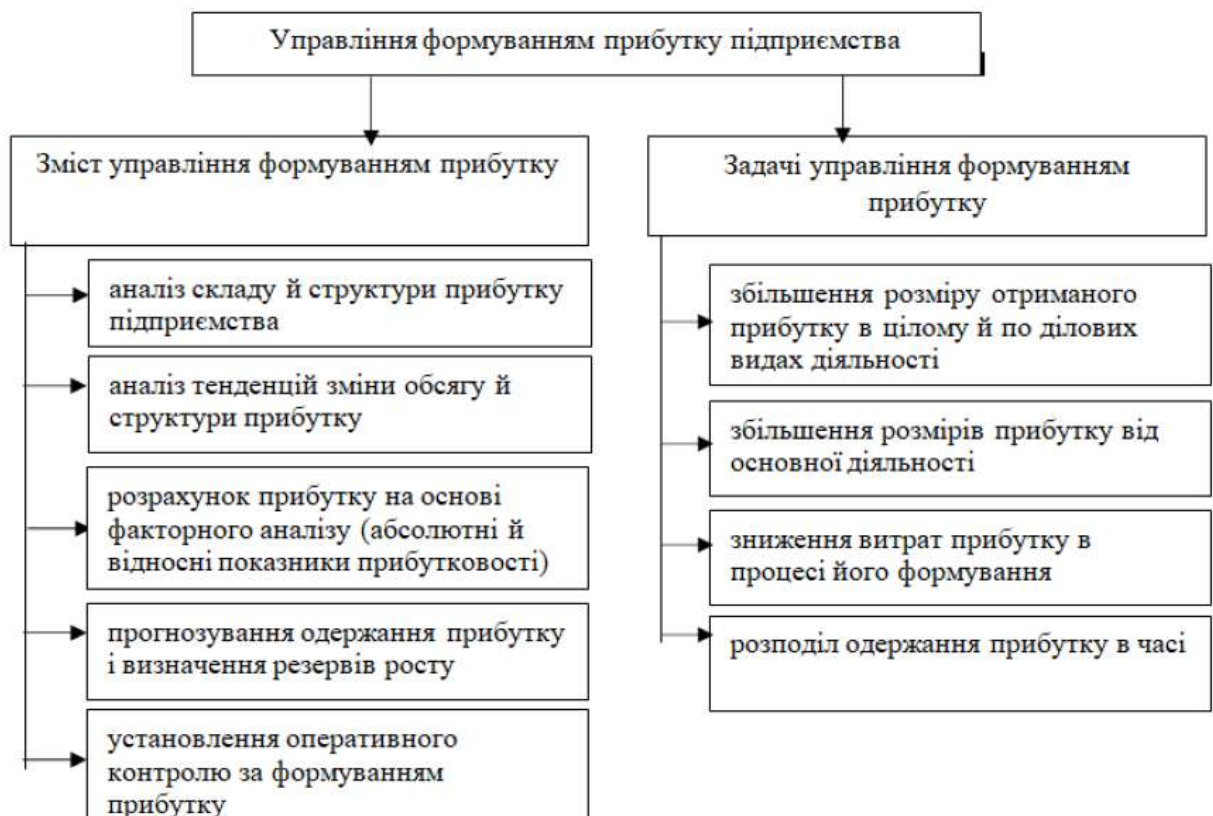 Управління формуванням прибутку підприємства
Зміст управління формуванням прибутку
аналіз складу й структури прибутку
підприємства
аналіз тенденцій зміни обсягу й
структури прибутку
розрахунок прибутку на основі
факторного аналізу (абсолютні й
відносні показники прибутковості)
прогнозування одержання прибутку
і визначення резервів росту
установлення оперативного
контролю за формуванням
прибутку
Задачі управління формуванням
прибутку
збільшення розміру отриманого
прибутку в цілому й по ділових
видах діяльності
збільшення розмірів прибутку від
основної діяльності
зниження витрат прибутку в
процесі його формування
розподіл одержання прибутку в часі